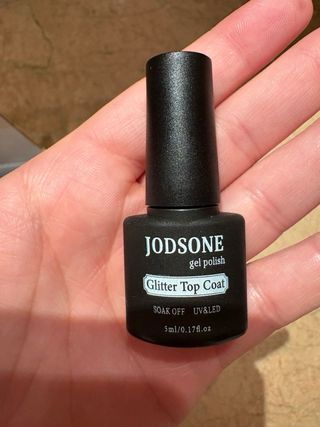 JODSONE
gel polish
Glitter Top Coat
SOAK OFF UV&LED
5ml/0.17fl.oz